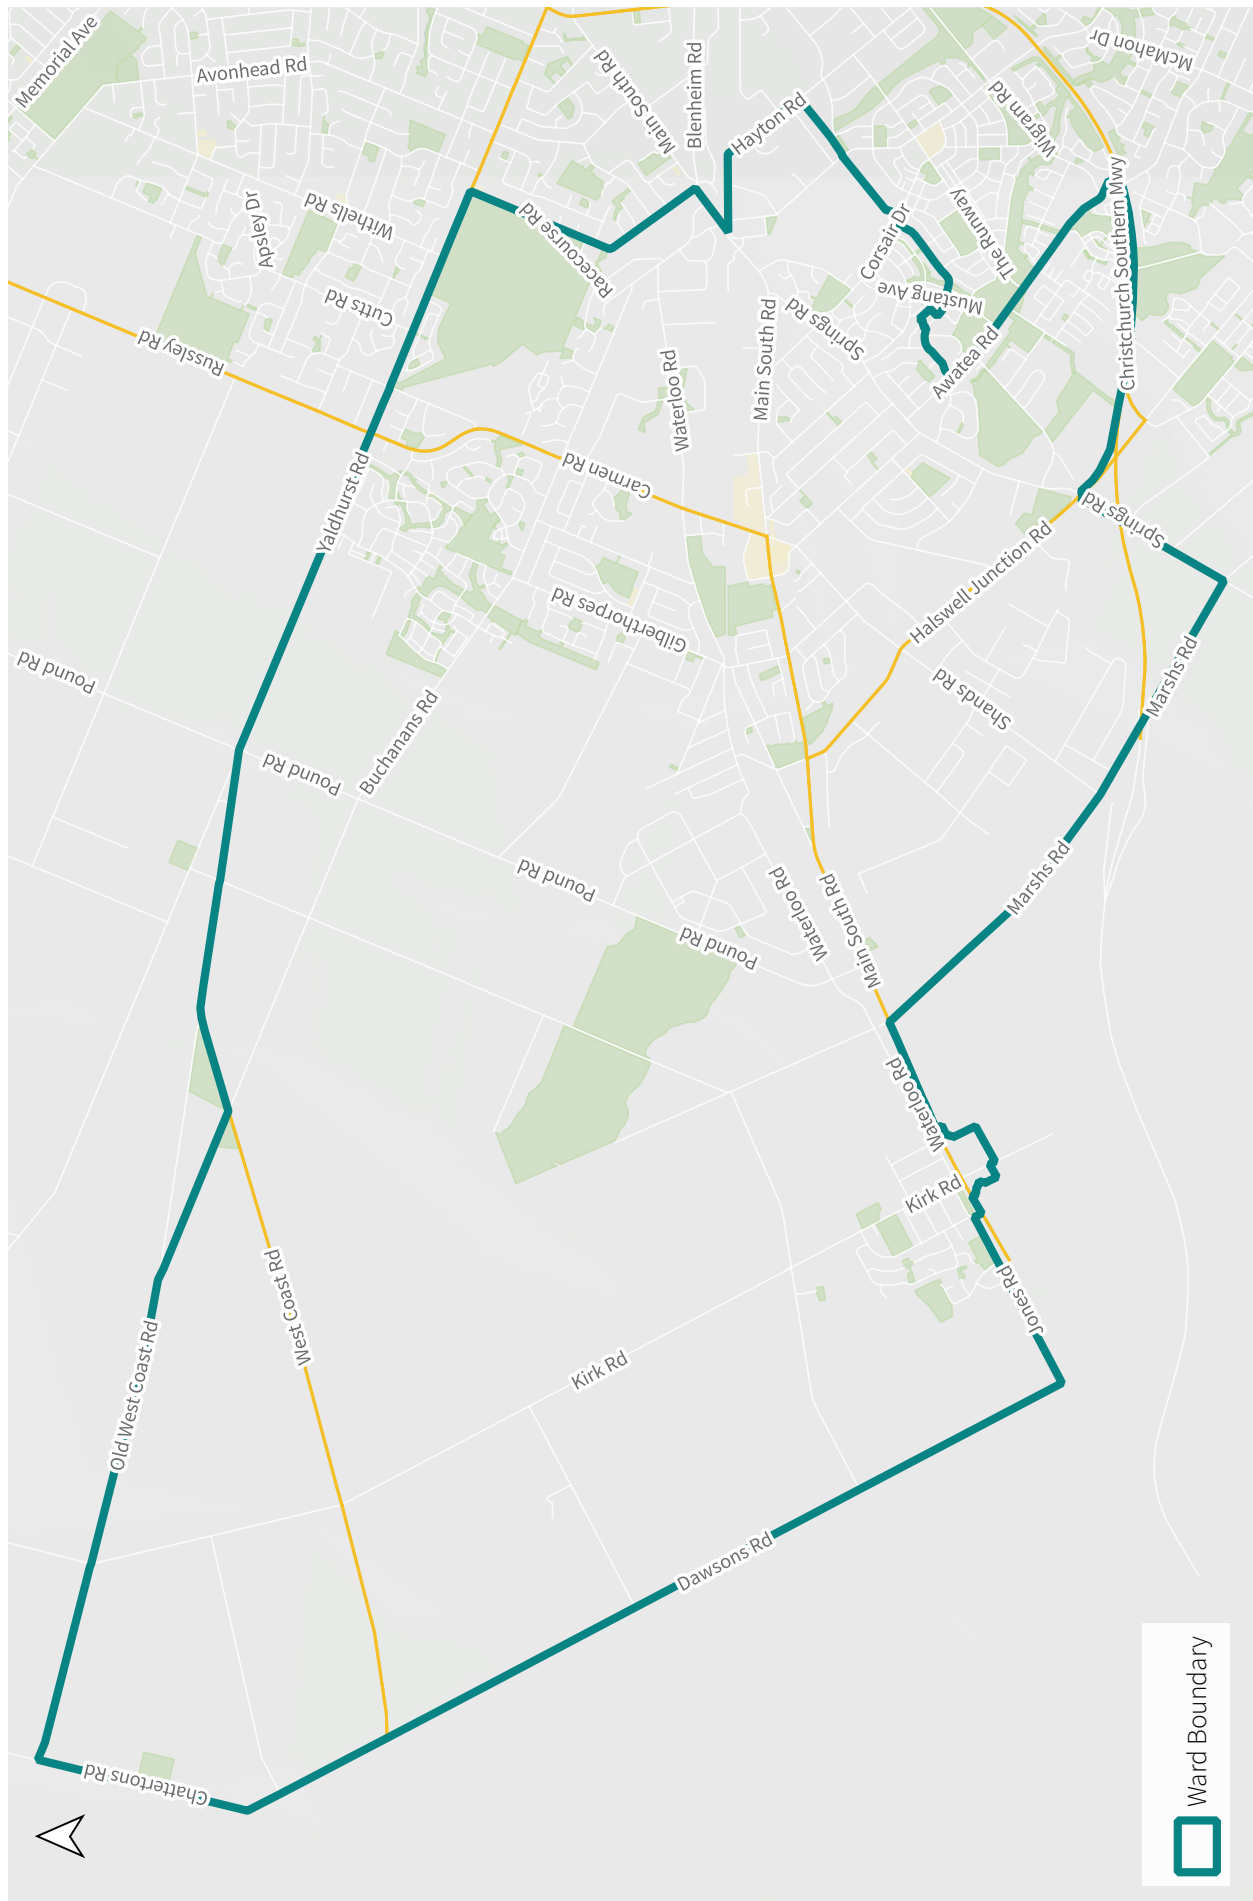 Memorial Ave
Avonhead Rd
Main South Rd
Blenheim Rd
Hayton Rd
Wigram Rd
McMahon Dr
Apsley Dr
Withells Rd
Cutts Rd
Racecourse Rd
Corsair Dr
The Runway
Mustang Ave
Christchurch Southern Mwy
Russley Rd
Waterloo Rd
Main South Rd
Springs Rd
Awatea Rd
Yaldhurst Rd
Carmen Rd
Springs Rd
Halswell Junction Rd
Gilberthorpes Rd
Pound Rd
Buchanans Rd
Shands Rd
Marshs Rd
Pound Rd
Pound Rd
Pound Rd
Waterloo Rd
Main South Rd
Marshs Rd
Waterloo Rd
Kirk Rd
Jones Rd
West Coast Rd
Old West Coast Rd
Kirk Rd
Dawsons Rd
Chattertons Rd
Ward Boundary